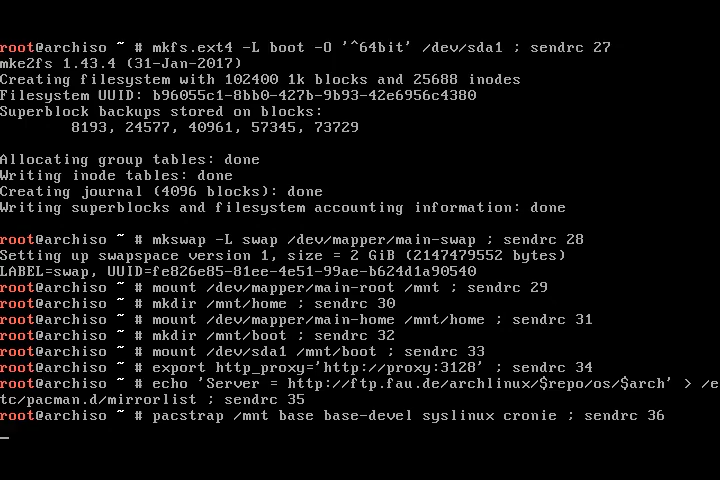 root@archiso ~ # mkfs.ext4 -L boot -O '^64bit' /dev/sda1 ; sendrc 27
mke2fs 1.43.4 (31-Jan-2017)
Creating filesystem with 102400 1k blocks and 25688 inodes
Filesystem UUID: b96055c1-8bb0-427b-9b93-42e6956c4380
Superblock backups stored on blocks:
        8193, 24577, 40961, 57345, 73729

Allocating group tables: done
Writing inode tables: done
Creating journal (4096 blocks): done
Writing superblocks and filesystem accounting information: done

root@archiso ~ # mkswap -L swap /dev/mapper/main-swap ; sendrc 28
Setting up swapspace version 1, size = 2 GiB (2147479552 bytes)
LABEL=swap, UUID=fe826e85-81ee-4e51-99ae-b624d1a90540
root@archiso ~ # mount /dev/mapper/main-root /mnt ; sendrc 29
root@archiso ~ # mkdir /mnt/home ; sendrc 30
root@archiso ~ # mount /dev/mapper/main-home /mnt/home ; sendrc 31
root@archiso ~ # mkdir /mnt/boot ; sendrc 32
root@archiso ~ # mount /dev/sda1 /mnt/boot ; sendrc 33
root@archiso ~ # export http_proxy='http://proxy:3128' ; sendrc 34
root@archiso ~ # echo 'Server = http://ftp.fau.de/archlinux/$repo/os/$arch' > /e
tc/pacman.d/mirrorlist ; sendrc 35
root@archiso ~ # pacstrap /mnt base base-devel syslinux cronie ; sendrc 36
_